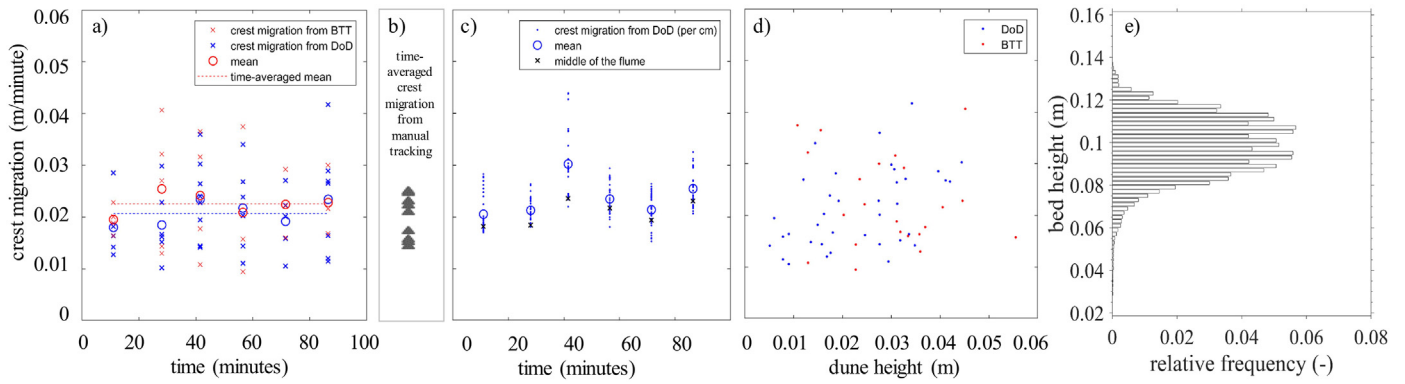 a)
crest migration from BTT
crest migration from DoD
mean
time-averaged mean
crest migration (m/minute)
0.06
0.05
0.04
0.03
0.02
0.01
0
0 20 40 60 80 100
time (minutes)
b)
time-
averaged
crest
migration
from
manual
tracking
c)
crest migration from DoD (per cm)
mean
middle of the flume
0 20 40 60 80
time (minutes)
d)
DoD
BTT
0 0.01 0.02 0.03 0.04 0.05 0.06
dune height (m)
e)
bed height (m)
0.16
0.14
0.12
0.1
0.08
0.06
0.04
0.02
0 0.02 0.04 0.06 0.08
relative frequency (-)